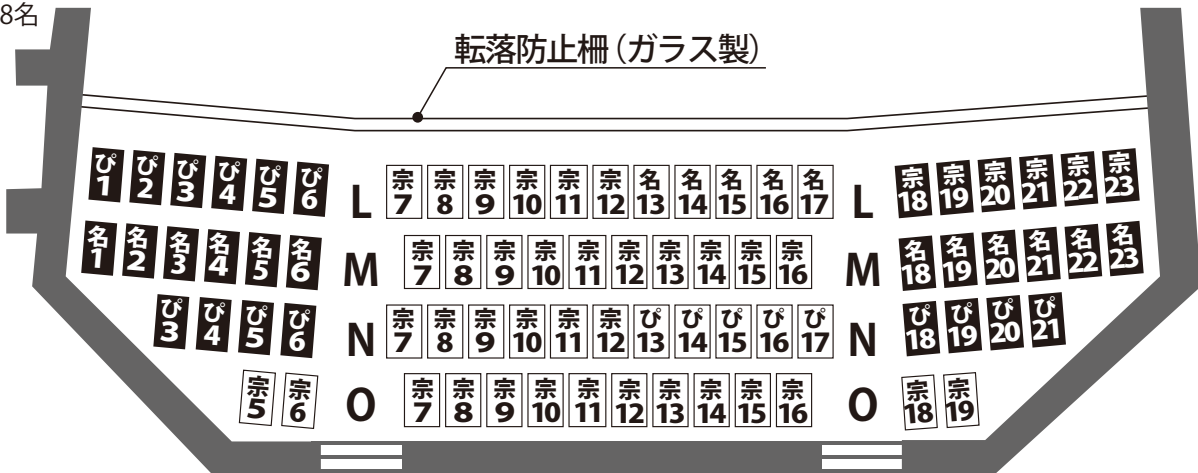 8名
転落防止柵（ガラス製）
ぴ1 ぴ2 ぴ3 ぴ4 ぴ5 ぴ6 L 宗7 宗8 宗9 宗10 宗11 宗12 名13 名14 名15 名16 名17 L 宗18 宗19 宗20 宗21 宗22 宗23
名1 名2 名3 名4 名5 名6 M 宗7 宗8 宗9 宗10 宗11 宗12 宗13 宗14 宗15 宗16 M 名18 名19 名20 名21 名22 名23
ぴ3 ぴ4 ぴ5 ぴ6 N 宗7 宗8 宗9 宗10 宗11 宗12 ぴ13 ぴ14 ぴ15 ぴ16 ぴ17 N ぴ18 ぴ19 ぴ20 ぴ21
宗5 宗6 O 宗7 宗8 宗9 宗10 宗11 宗12 宗13 宗14 宗15 宗16 O 宗18 宗19